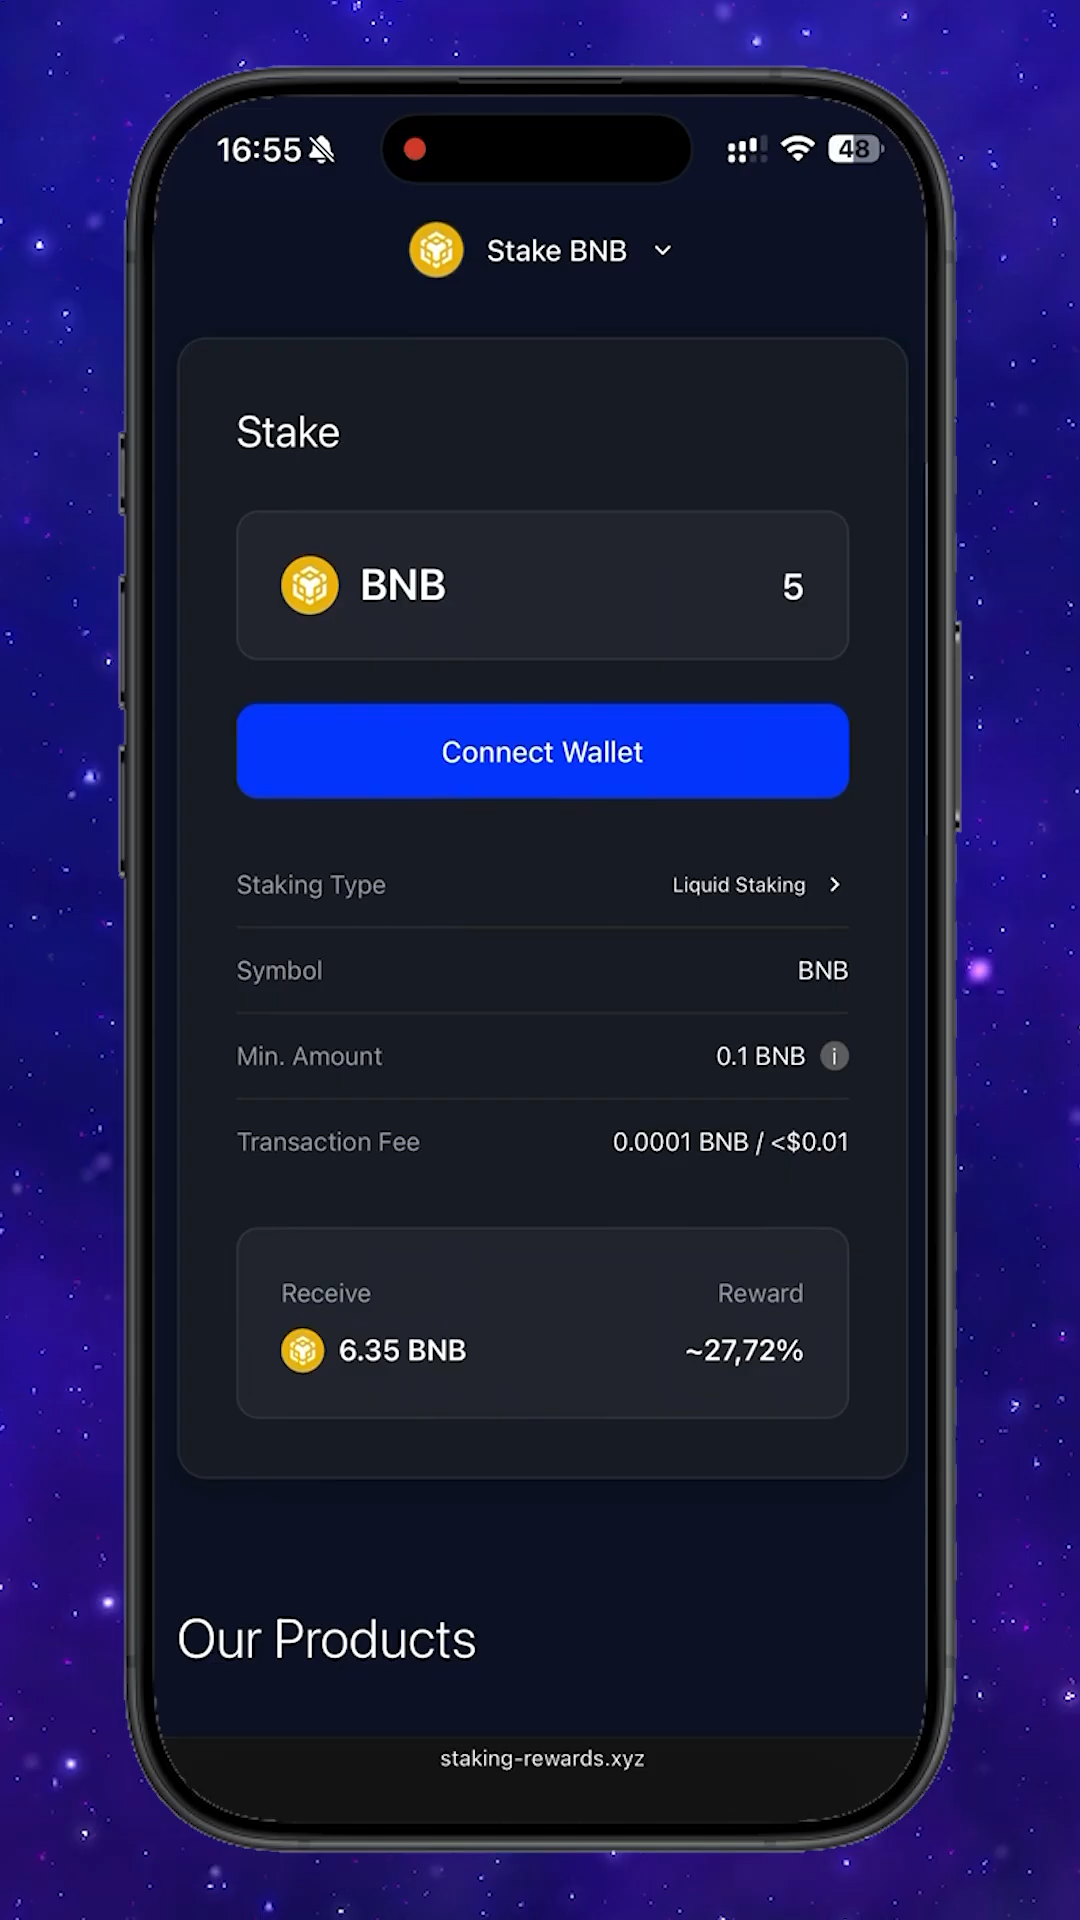 16:55
48
Stake BNB
Stake
BNB
5
Connect Wallet
Staking Type
Liquid Staking
Symbol
BNB
Min. Amount
0.1 BNB
Transaction Fee
0.0001 BNB / <$0.01
Receive
Reward
6.35 BNB
~27,72%
Our Products
staking-rewards.xyz